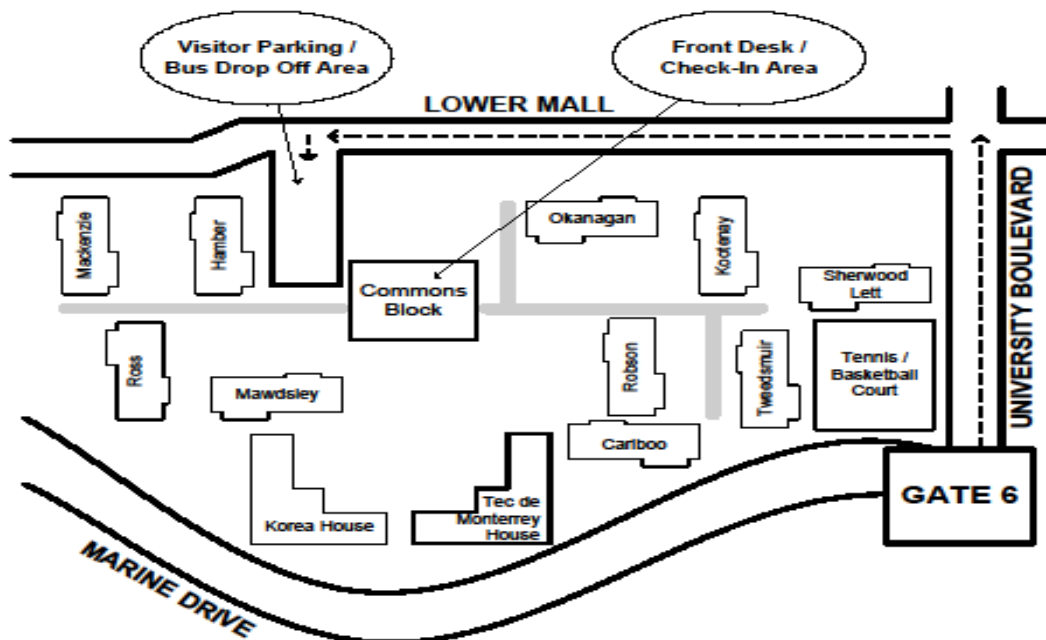 Visitor Parking /
Bus Drop Off Area
Front Desk /
Check-In Area
LOWER MALL
UNIVERSITY BOULEVARD
Mackenzie
Hamber
Okanagan
Kootenay
Sherwood
Lett
Commons
Block
Ross
Mawdsley
Robson
Tweedsmuir
Tennis /
Basketball
Court
Cariboo
Korea House
Tec de
Monterrey
House
GATE 6
MARINE DRIVE